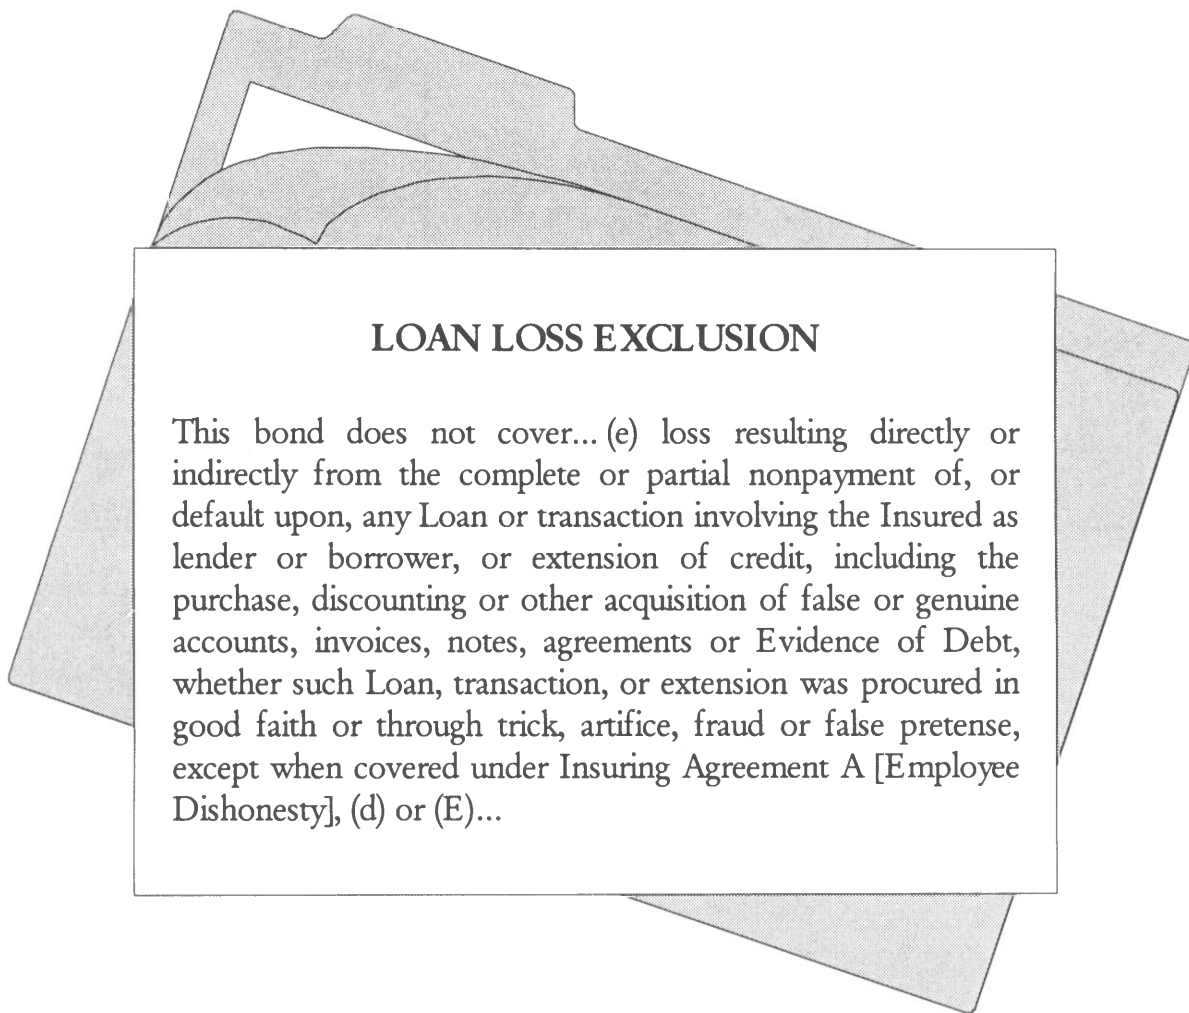 LOAN LOSS EXCLUSION
This bond does not cover... (e) loss resulting directly or
indirectly from the complete or partial nonpayment of, or
default upon, any Loan or transaction involving the Insured as
lender or borrower, or extension of credit, including the
purchase, discounting or other acquisition of false or genuine
accounts, invoices, notes, agreements or Evidence of Debt,
whether such Loan, transaction, or extension was procured in
good faith or through trick, artifice, fraud or false pretense,
except when covered under Insuring Agreement A [Employee
Dishonesty], (d) or (E)...